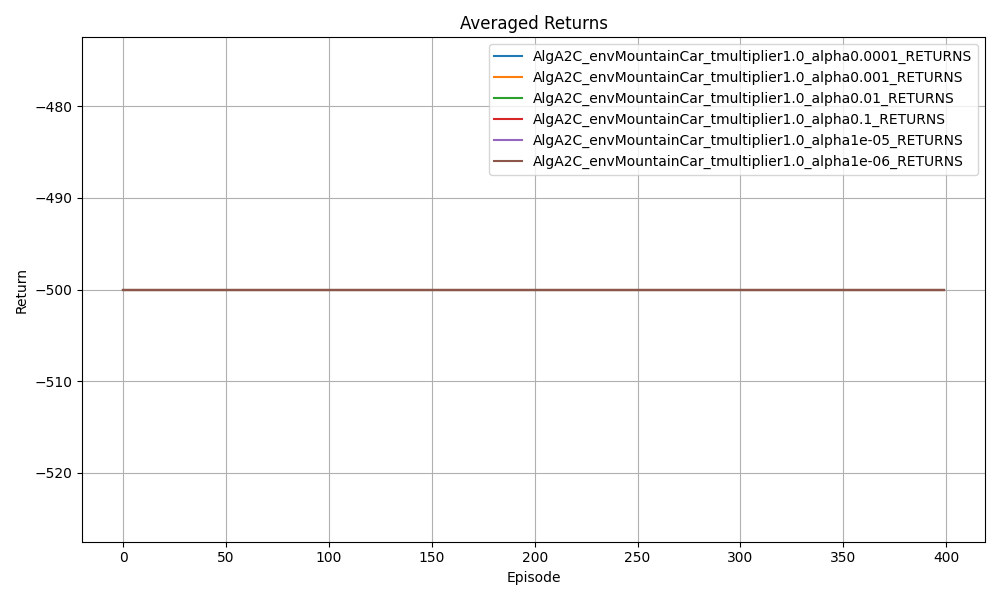 Averaged Returns
AlgA2C_envMountainCar_tmultiplier1.0_alpha0.0001_RETURNS
AlgA2C_envMountainCar_tmultiplier1.0_alpha0.001_RETURNS
AlgA2C_envMountainCar_tmultiplier1.0_alpha0.01_RETURNS
AlgA2C_envMountainCar_tmultiplier1.0_alpha0.1_RETURNS
AlgA2C_envMountainCar_tmultiplier1.0_alpha1e-05_RETURNS
AlgA2C_envMountainCar_tmultiplier1.0_alpha1e-06_RETURNS
Return
−480
−490
−500
−510
−520
0 50 100 150 200 250 300 350 400
Episode